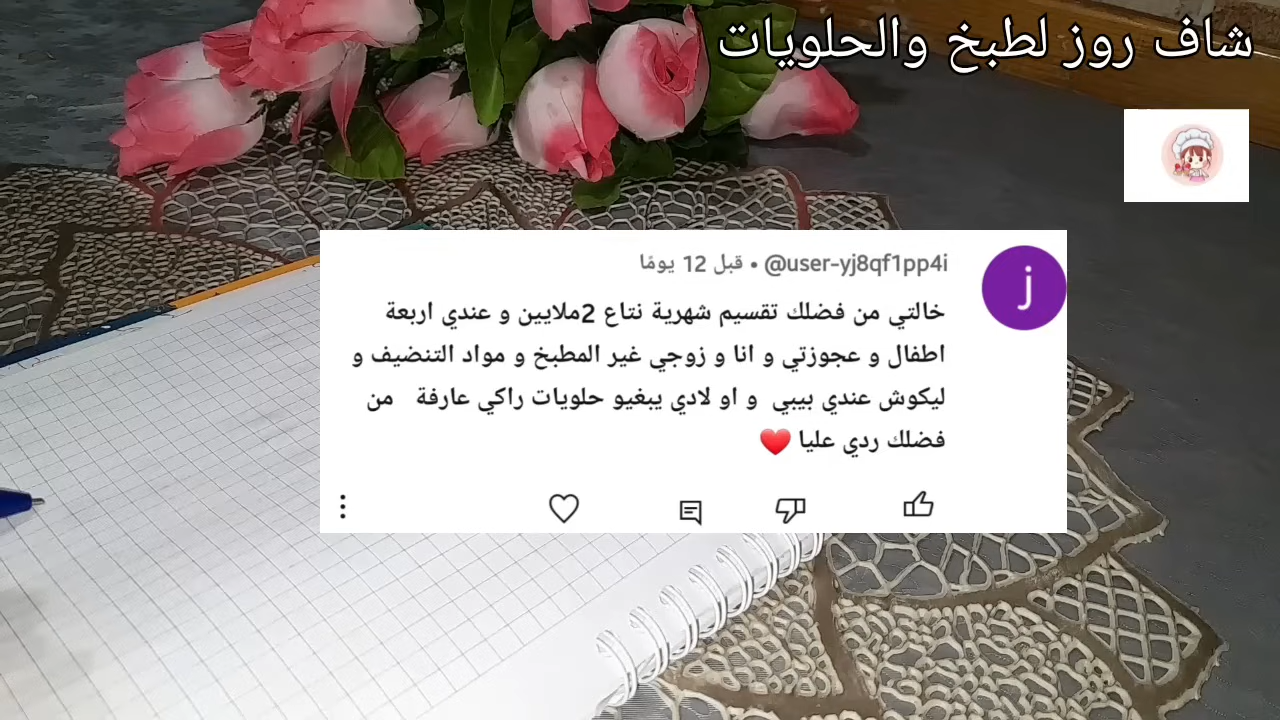 شاف روز لطبخ والحلويات
@user-yj8qf1pp4i • قبل 12 يومًا
j
خالتي من فضلك تقسيم شهرية نتاع 2ملايين و عندي اربعة
اطفال و عجوزتي و انا و زوجي غير المطبخ و مواد التنضيف و
ليكوش عندي بيبي و او لادي يبغيو حلويات راكي عارفة من
فضلك ردي عليا ❤️